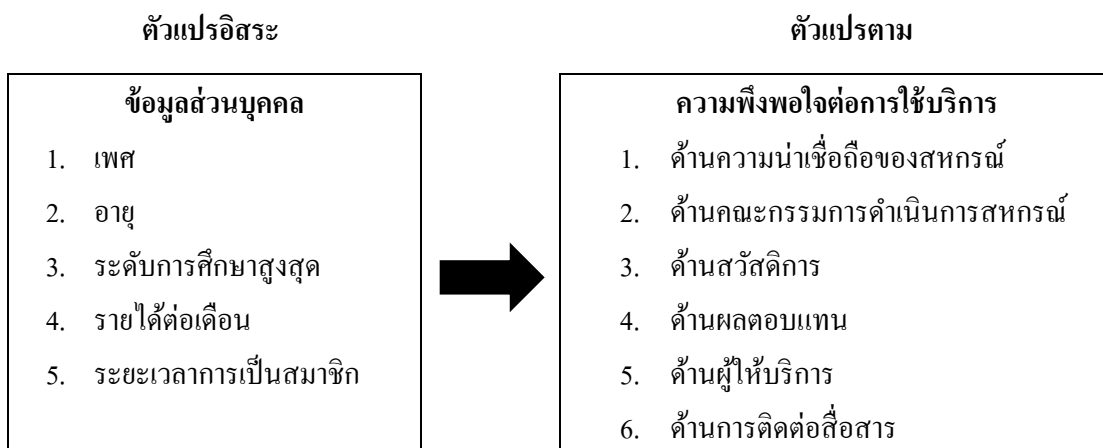 ตัวแปรอิสระ
ข้อมูลส่วนบุคคล
1. เพศ
2. อายุ
3. ระดับการศึกษาสูงสุด
4. รายได้ต่อเดือน
5. ระยะเวลาการเป็นสมาชิก
ตัวแปรตาม
ความพึงพอใจต่อการใช้บริการ
1. ด้านความน่าเชื่อถือของสหกรณ์
2. ด้านคณะกรรมการดำเนินการสหกรณ์
3. ด้านสวัสดิการ
4. ด้านผลตอบแทน
5. ด้านผู้ให้บริการ
6. ด้านการติดต่อสื่อสาร